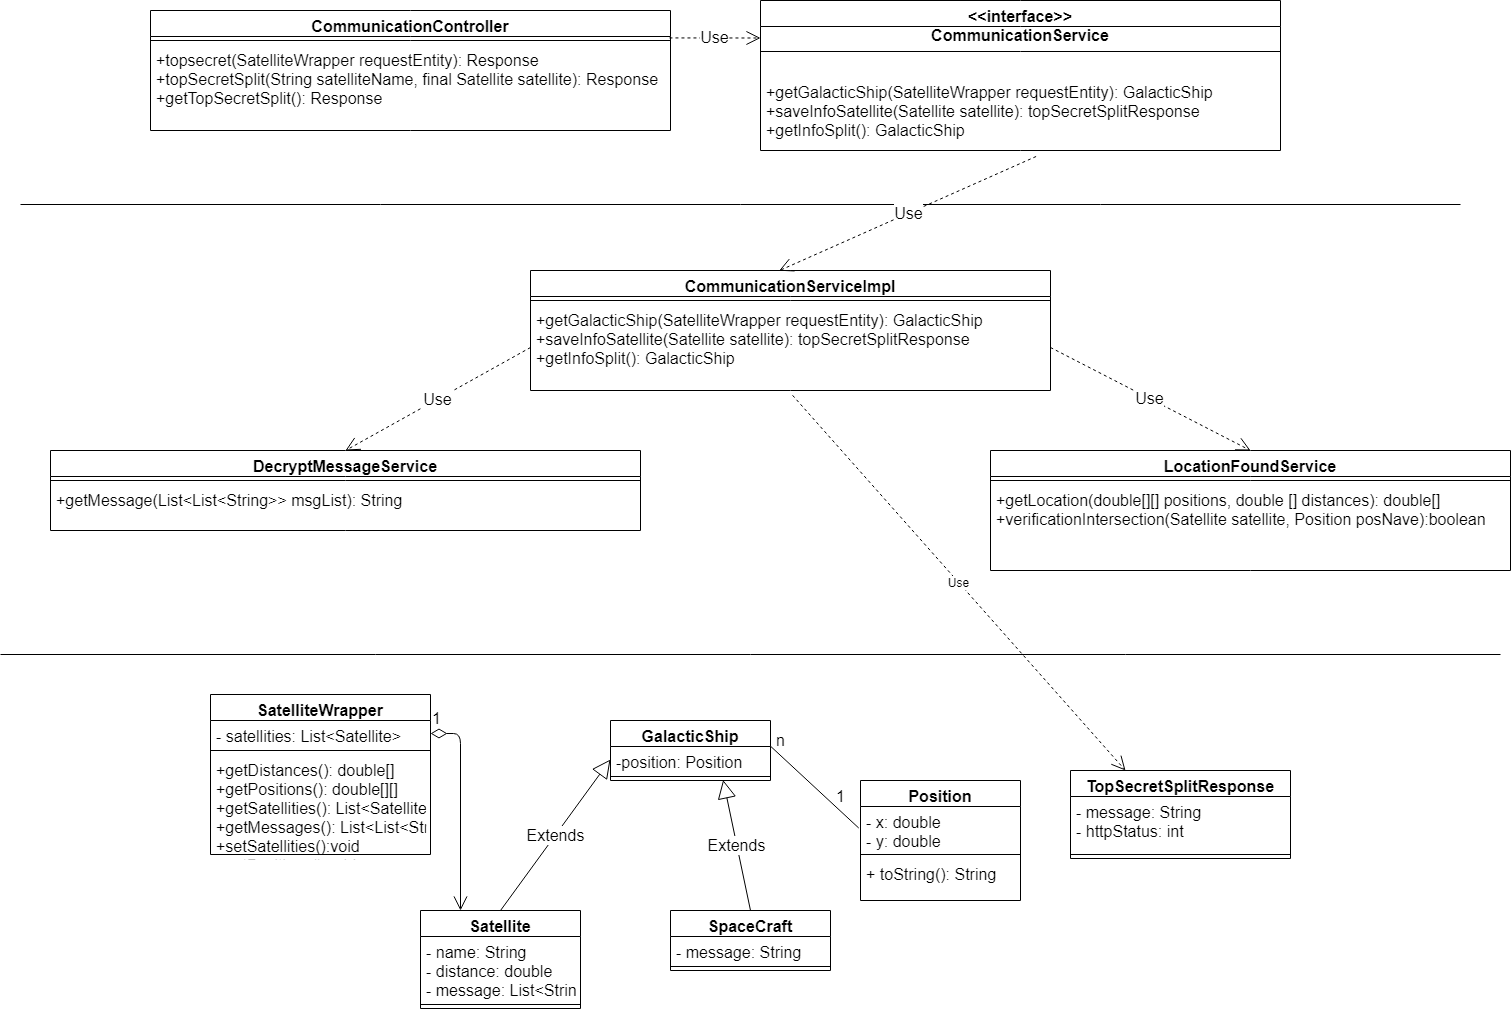 CommunicationController
+topsecret(SatelliteWrapper requestEntity): Response
+topSecretSplit(String satelliteName, final Satellite satellite): Response
+getTopSecretSplit(): Response
Use
<<interface>>
CommunicationService
+getGalacticShip(SatelliteWrapper requestEntity): GalacticShip
+saveInfoSatellite(Satellite satellite): topSecretSplitResponse
+getInfoSplit(): GalacticShip
Use
CommunicationServiceImpl
+getGalacticShip(SatelliteWrapper requestEntity): GalacticShip
+saveInfoSatellite(Satellite satellite): topSecretSplitResponse
+getInfoSplit(): GalacticShip
Use
Use
DecryptMessageService
+getMessage(List<List<String>> msgList): String
LocationFoundService
+getLocation(double[][] positions, double [] distances): double[]
+verificationIntersection(Satellite satellite, Position posNave):boolean
Use
SatelliteWrapper
- satellities: List<Satellite>
+getDistances(): double[]
+getPositions(): double[][]
+getSatellities(): List<Satellite
+getMessages(): List<List<Stri
+setSatellities():void
1
GalacticShip
-position: Position
n
1
Position
- x: double
- y: double
+ toString(): String
TopSecretSplitResponse
- message: String
- httpStatus: int
Extends
Extends
Satellite
- name: String
- distance: double
- message: List<Strin
SpaceCraft
- message: String